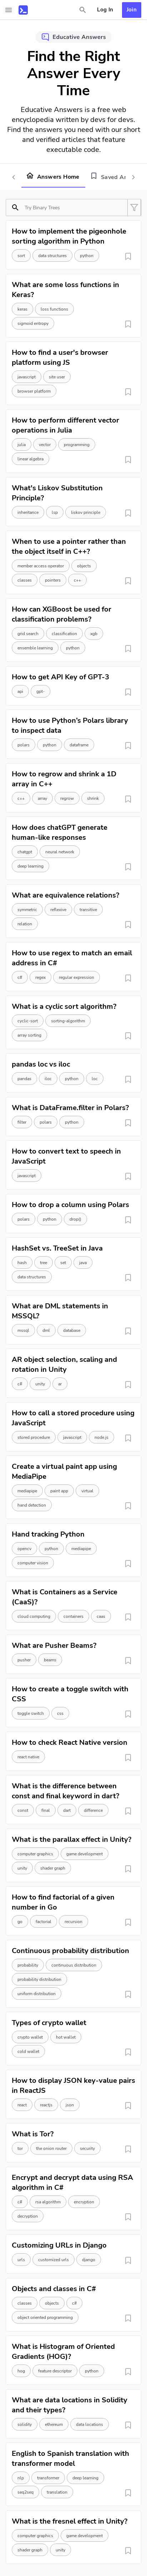 Log In
Join
Educative Answers
Find the Right
Answer Every
Time
Educative Answers is a free web encyclopedia written by devs for devs. Find the answers you need with our short and verified articles that feature executable code.
Answers Home
Saved An
Try Binary Trees
How to implement the pigeonhole
sorting algorithm in Python
sort data structures python
What are some loss functions in
Keras?
keras loss functions
sigmoid entropy
How to find a user's browser
platform using JS
javascript site user
browser platform
How to perform different vector
operations in Julia
julia vector programming
linear algebra
What's Liskov Substitution
Principle?
inheritance lsp liskov principle
When to use a pointer rather than
the object itself in C++?
member access operator objects
classes pointers c++
How can XGBoost be used for
classification problems?
grid search classification xgb
ensemble learning python
How to get API Key of GPT-3
api gpt-
How to use Python's Polars library
to inspect data
polars python dataframe
How to regrow and shrink a 1D
array in C++
c++ array regrow shrink
How does chatGPT generate
human-like responses
chatgpt neural network
deep learning
What are equivalence relations?
symmetric reflexive transitive
relation
How to use regex to match an email
address in C#
c# regex regular expression
What is a cyclic sort algorithm?
cyclic-sort sorting-algorithm
array sorting
pandas loc vs iloc
pandas iloc python loc
What is DataFrame.filter in Polars?
filter polars python
How to convert text to speech in
JavaScript
javascript
How to drop a column using Polars
polars python drop()
HashSet vs. TreeSet in Java
hash tree set java
data structures
What are DML statements in
MSSQL?
mssql dml database
AR object selection, scaling and
rotation in Unity
c# unity ar
How to call a stored procedure using
JavaScript
stored procedure javascript node.js
Create a virtual paint app using
MediaPipe
mediapipe paint app virtual
hand detection
Hand tracking Python
opencv python mediapipe
computer vision
What is Containers as a Service
(CaaS)?
cloud computing containers caas
What are Pusher Beams?
pusher beams
How to create a toggle switch with
CSS
toggle switch css
How to check React Native version
react native
What is the difference between
const and final keyword in dart?
const final dart difference
What is the parallax effect in Unity?
computer graphics game development
unity shader graph
How to find factorial of a given
number in Go
go factorial recursion
Continuous probability distribution
probability continuous distribution
probability distribution
uniform distribution
Types of crypto wallet
crypto wallet hot wallet
cold wallet
How to display JSON key-value pairs
in ReactJS
react reactjs json
What is Tor?
tor the onion router security
Encrypt and decrypt data using RSA
algorithm in C#
c# rsa algorithm encryption
decryption
Customizing URLs in Django
urls customized urls django
Objects and classes in C#
classes objects c#
object oriented programming
What is Histogram of Oriented
Gradients (HOG)?
hog feature descriptor python
What are data locations in Solidity
and their types?
solidity ethereum data locations
English to Spanish translation with
transformer model
nlp transformer deep learning
seq2seq translation
What is the fresnel effect in Unity?
computer graphics game development
shader graph unity